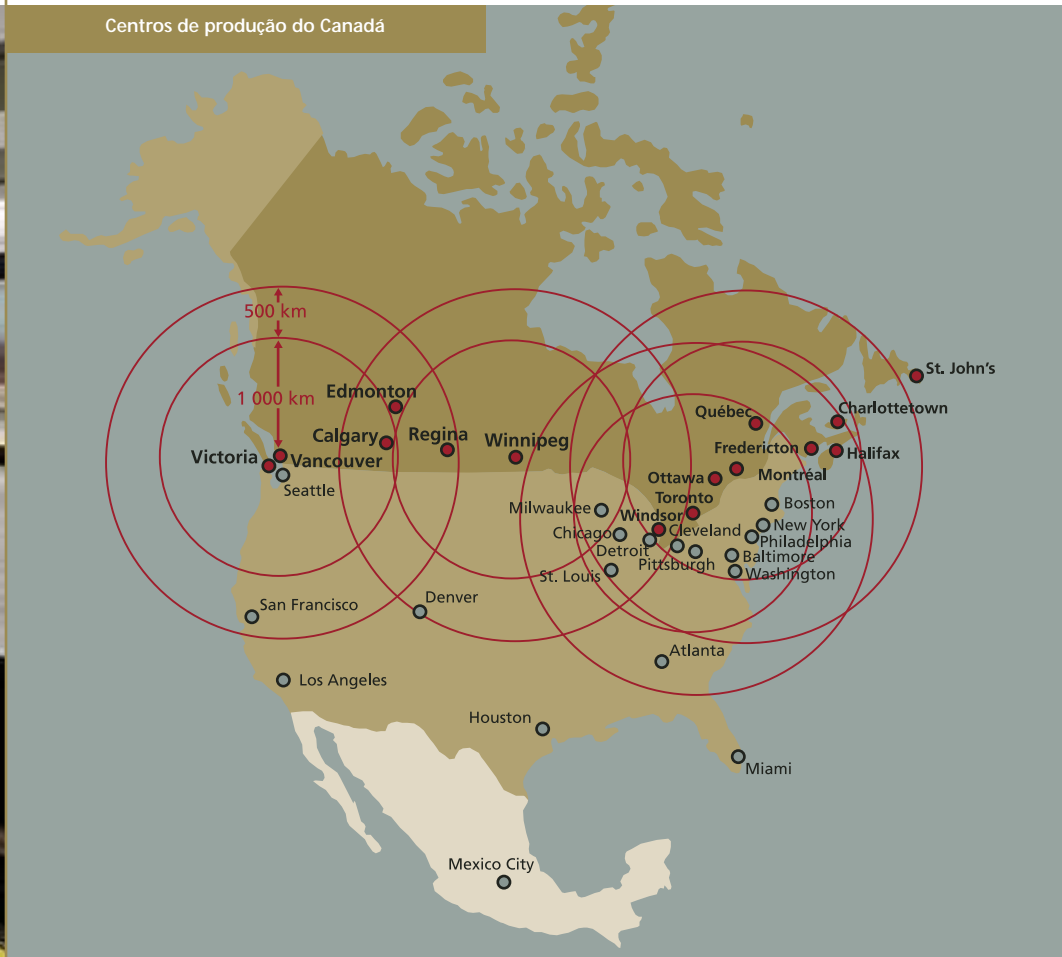 Centros de produção do Canadá
500 km
1 000 km
St. John's
Edmonton
Québec
Charlottetown
Calgary
Regina
Winnipeg
Fredericton
Halifax
Victoria
Vancouver
Montréal
Ottawa
Seattle
Toronto
Milwaukee
Windsor
Boston
New York
Chicago
Cleveland
Philadelphia
Detroit
Pittsburgh
Baltimore
St. Louis
Washington
San Francisco
Denver
Atlanta
Los Angeles
Houston
Miami
Mexico City